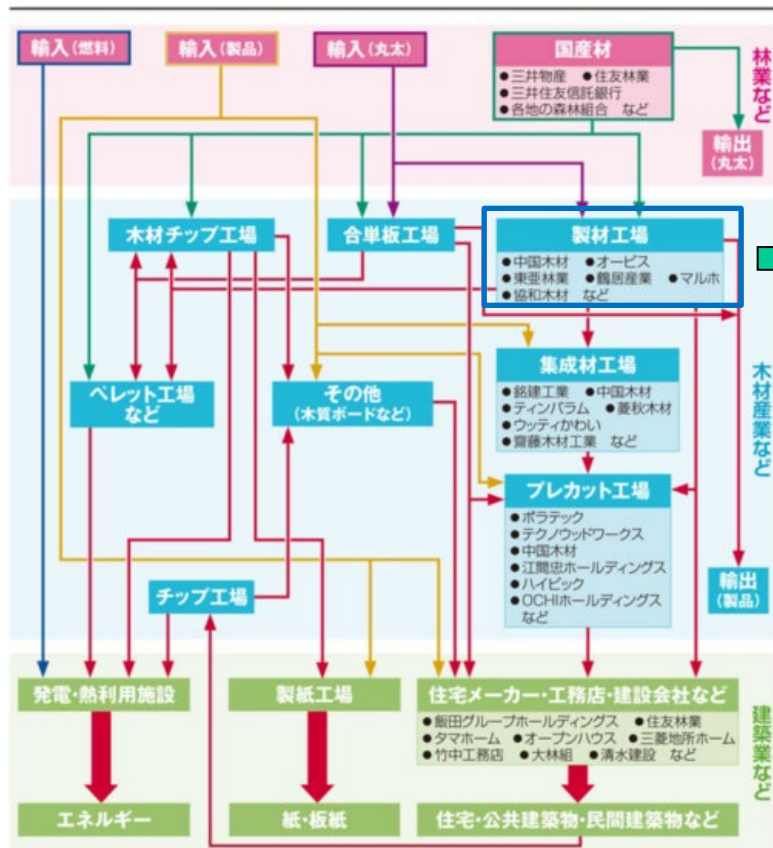 輸入(燃料)
輸入(製品)
輸入(丸太)
国産材
●三井物産 ●住友林業
●三井住友信託銀行
●各地の森林組合 など
林業など
輸出
(丸太)
木材チップ工場
合単板工場
製材工場
●中国木材 ●オービス
●東亜林業 ●鶴居産業 ●マルホ
●協和木材 など
木材産業など
ペレット工場
など
その他
(木質ボードなど)
集成材工場
●銘建工業 ●中国木材
●ティンバラム ●菱秋木材
●ウッティかわい
●齋藤木材工業 など
プレカット工場
●ポラテック
●テクノウッドワークス
●中国木材
●江間忠ホールディングス
●ハイビック
●OCHIホールディングス
など
チップ工場
輸出
(製品)
発電・熱利用施設
製紙工場
住宅メーカー・工務店・建設会社など
●飯田グループホールディングス ●住友林業
●タマホーム ●オープンハウス ●三菱地所ホーム
●竹中工務店 ●大林組 ●清水建設 など
建築業など
エネルギー
紙・板紙
住宅・公共建築物・民間建築物など